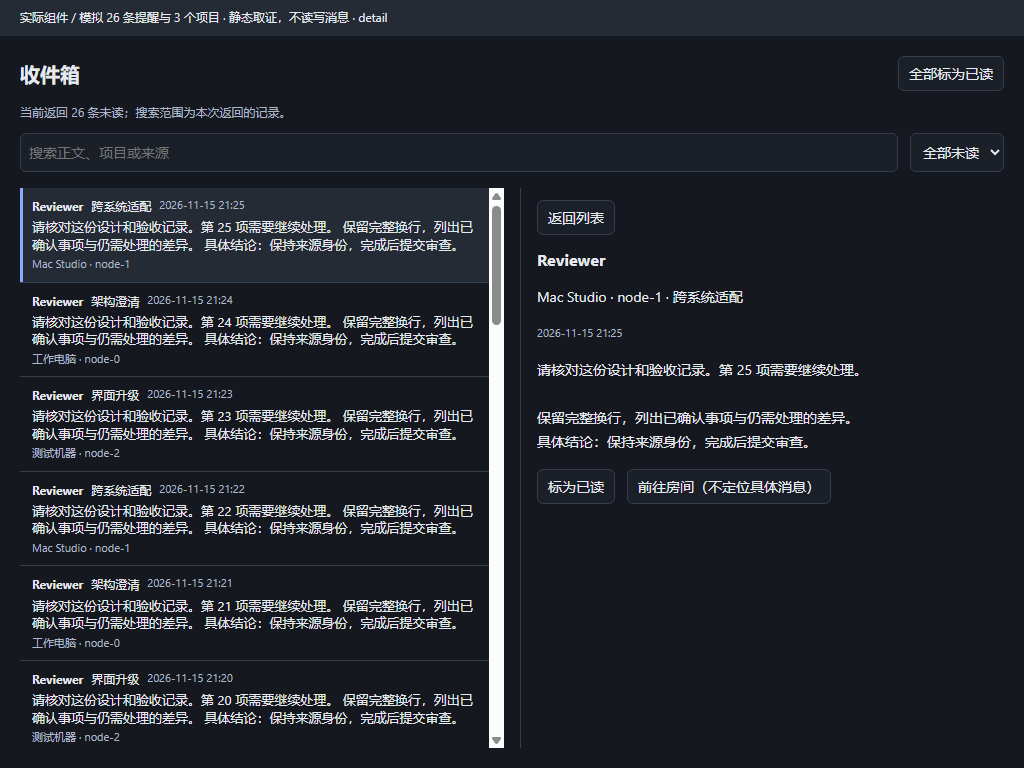 实际组件 / 模拟 26 条提醒与 3 个项目 · 静态取证，不读写消息 · detail
收件箱
全部标为已读
当前返回 26 条未读；搜索范围为本次返回的记录。
搜索正文、项目或来源
全部未读
Reviewer 跨系统适配 2026-11-15 21:25
请核对这份设计和验收记录。第 25 项需要继续处理。 保留完整换行，列出已
确认事项与仍需处理的差异。 具体结论：保持来源身份，完成后提交审查。
Mac Studio · node-1
Reviewer 架构澄清 2026-11-15 21:24
请核对这份设计和验收记录。第 24 项需要继续处理。 保留完整换行，列出已
确认事项与仍需处理的差异。 具体结论：保持来源身份，完成后提交审查。
工作电脑 · node-0
Reviewer 界面升级 2026-11-15 21:23
请核对这份设计和验收记录。第 23 项需要继续处理。 保留完整换行，列出已
确认事项与仍需处理的差异。 具体结论：保持来源身份，完成后提交审查。
测试机器 · node-2
Reviewer 跨系统适配 2026-11-15 21:22
请核对这份设计和验收记录。第 22 项需要继续处理。 保留完整换行，列出已
确认事项与仍需处理的差异。 具体结论：保持来源身份，完成后提交审查。
Mac Studio · node-1
Reviewer 架构澄清 2026-11-15 21:21
请核对这份设计和验收记录。第 21 项需要继续处理。 保留完整换行，列出已
确认事项与仍需处理的差异。 具体结论：保持来源身份，完成后提交审查。
工作电脑 · node-0
Reviewer 界面升级 2026-11-15 21:20
请核对这份设计和验收记录。第 20 项需要继续处理。 保留完整换行，列出已
确认事项与仍需处理的差异。 具体结论：保持来源身份，完成后提交审查。
测试机器 · node-2
返回列表
Reviewer
Mac Studio · node-1 · 跨系统适配
2026-11-15 21:25
请核对这份设计和验收记录。第 25 项需要继续处理。
保留完整换行，列出已确认事项与仍需处理的差异。
具体结论：保持来源身份，完成后提交审查。
标为已读
前往房间（不定位具体消息）